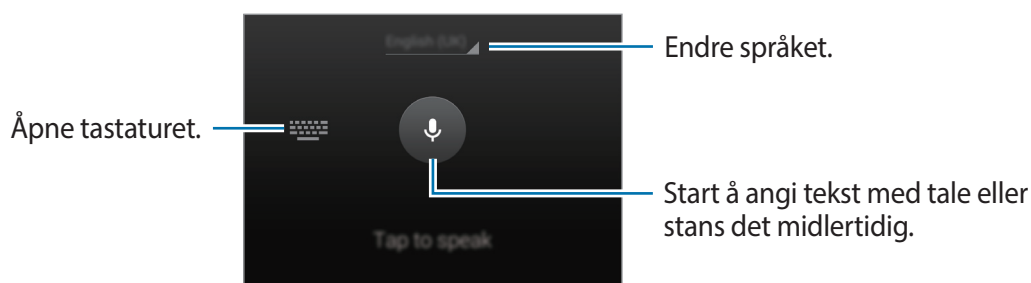 English (UK)
Endre språket.
Åpne tastaturet.
Start å angi tekst med tale eller
stans det midlertidig.
Tap to speak